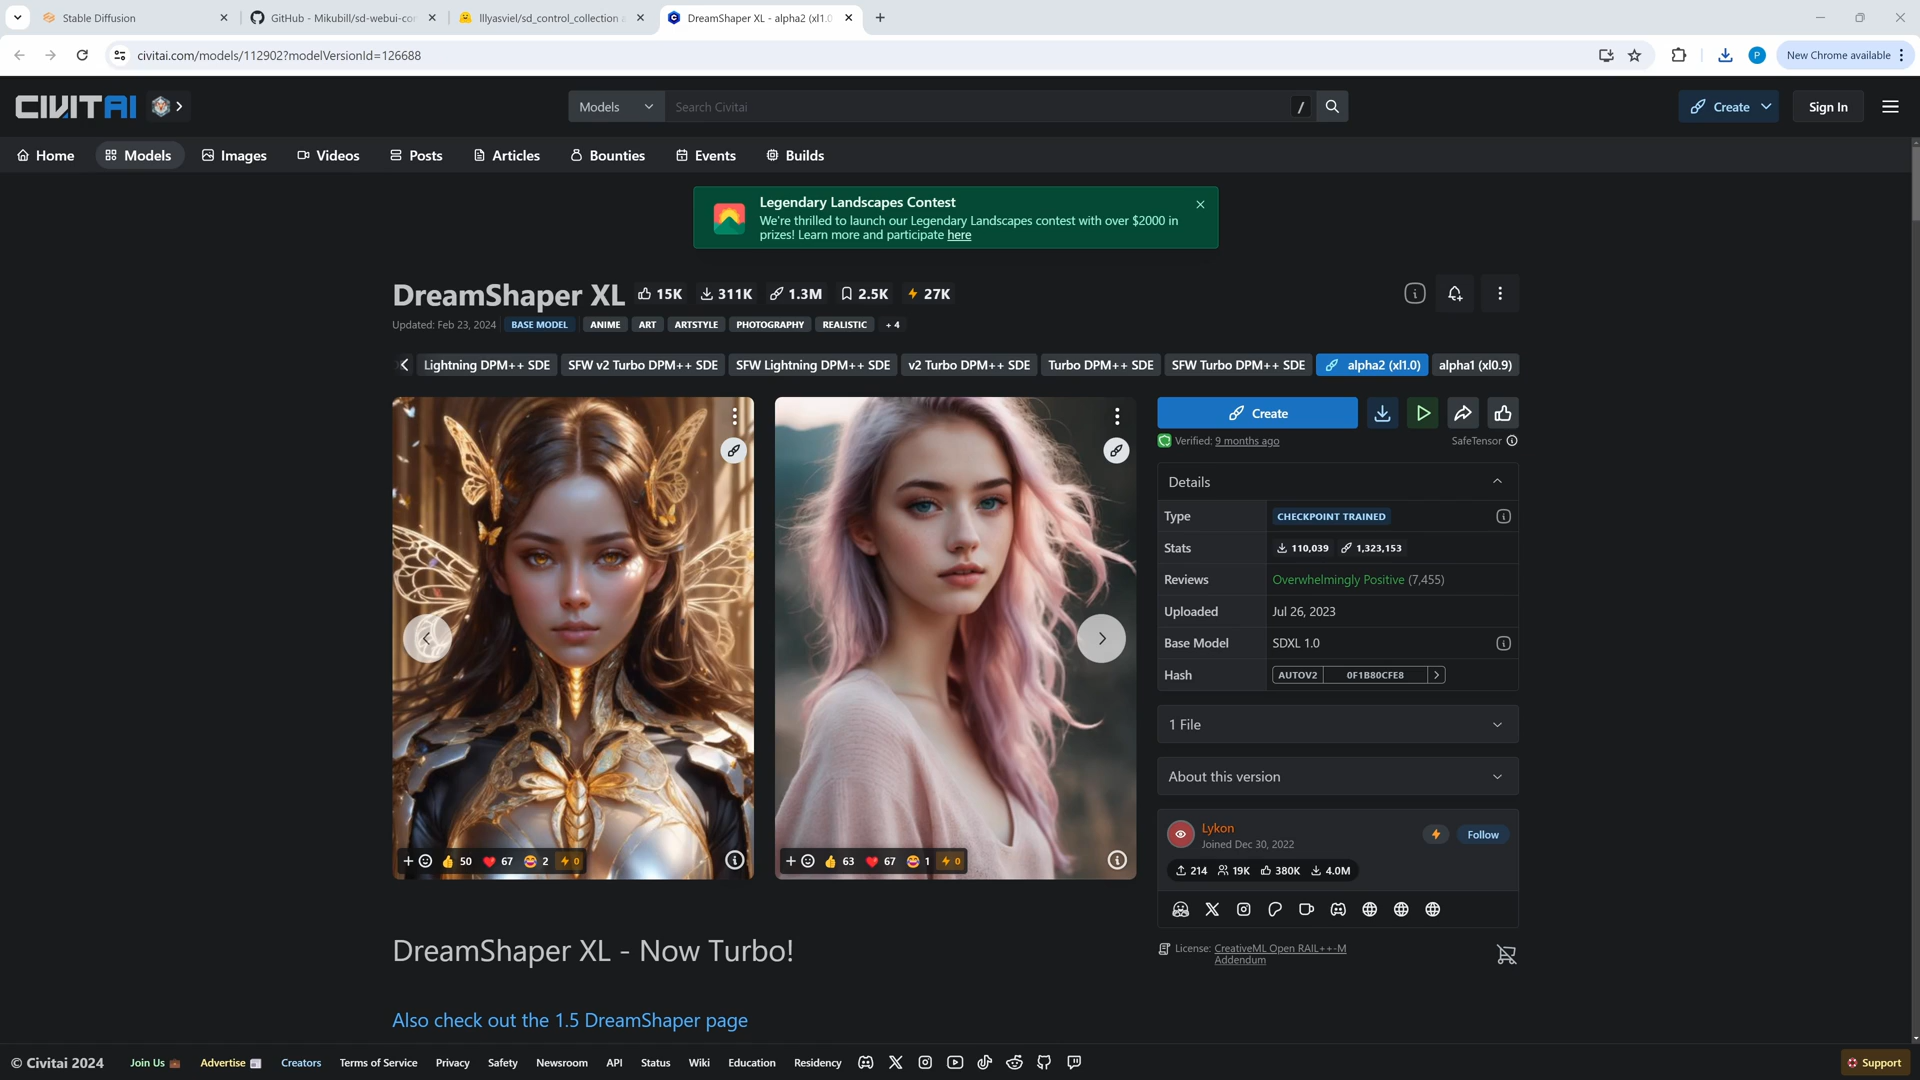 Stable Diffusion
GitHub - Mikubill/sd-webui-con
lllyasviel/sd_control_collection a
DreamShaper XL - alpha2 (xl1.0
civitai.com/models/112902?modelVersionId=126688
P
New Chrome available
CIVITAI
Models
Search Civitai
/
Create
Sign In
Home
Models
Images
Videos
Posts
Articles
Bounties
Events
Builds
Legendary Landscapes Contest
We're thrilled to launch our Legendary Landscapes contest with over $2000 in
prizes! Learn more and participate here
DreamShaper XL
15K
311K
1.3M
2.5K
27K
Updated: Feb 23, 2024
BASE MODEL
ANIME
ART
ARTSTYLE
PHOTOGRAPHY
REALISTIC
+ 4
Lightning DPM++ SDE
SFW v2 Turbo DPM++ SDE
SFW Lightning DPM++ SDE
v2 Turbo DPM++ SDE
Turbo DPM++ SDE
SFW Turbo DPM++ SDE
alpha2 (xl1.0)
alpha1 (xl0.9)
Create
Verified: 9 months ago
SafeTensor
Details
Type
CHECKPOINT TRAINED
Stats
110,039
1,323,153
Reviews
Overwhelmingly Positive (7,455)
Uploaded
Jul 26, 2023
Base Model
SDXL 1.0
Hash
AUTOV2
0F1B80CFE8
1 File
About this version
Lykon
Joined Dec 30, 2022
Follow
214
19K
380K
4.0M
License: CreativeML Open RAIL++-M
Addendum
50
67
2
0
63
67
1
0
DreamShaper XL - Now Turbo!
Also check out the 1.5 DreamShaper page
© Civitai 2024
Join Us
Advertise
Creators
Terms of Service
Privacy
Safety
Newsroom
API
Status
Wiki
Education
Residency
Support